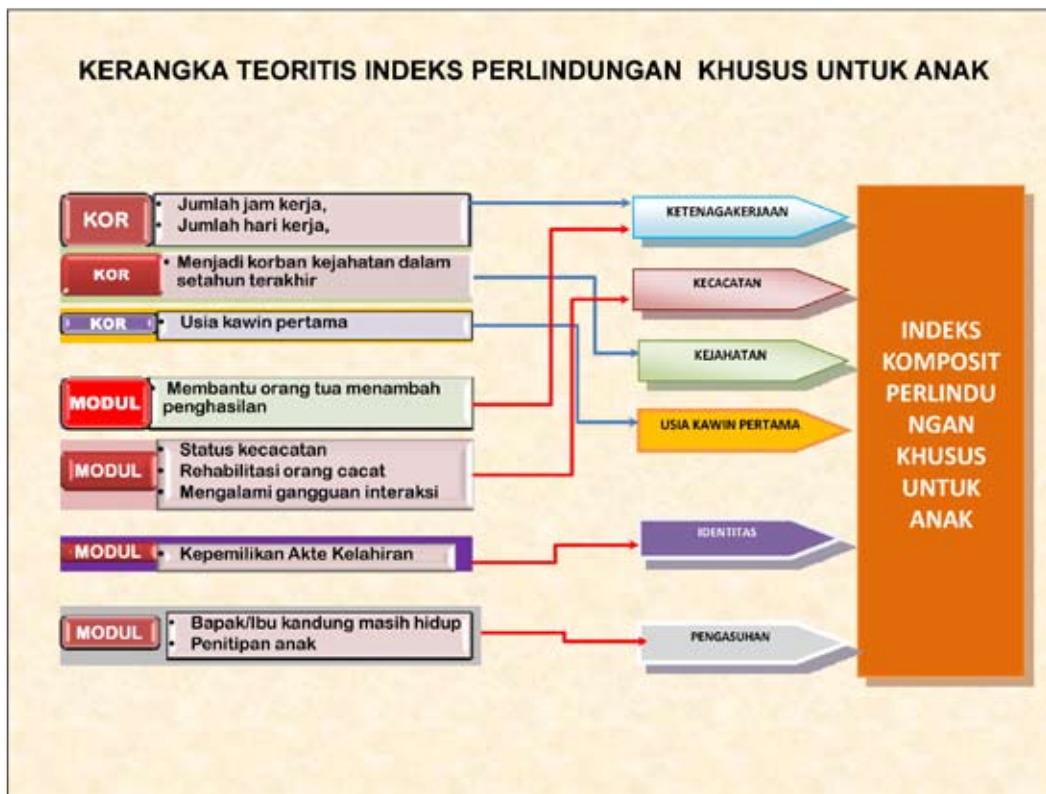 KERANGKA TEORITIS INDEKS PERLINDUNGAN KHUSUS UNTUK ANAK
KOR
• Jumlah jam kerja,
• Jumlah hari kerja,
KOR
• Menjadi korban kejahatan dalam
setahun terakhir
KOR
• Usia kawin pertama
MODUL
• Membantu orang tua menambah
penghasilan
MODUL
• Status kecacatan
• Rehabilitasi orang cacat
• Mengalami gangguan interaksi
MODUL
• Kepemilikan Akte Kelahiran
MODUL
• Bapak/Ibu kandung masih hidup
• Penitipan anak
KETENAGAKERJAAN
KECACATAN
KEJAHATAN
USIA KAWIN PERTAMA
IDENTITAS
PENGASUHAN
INDEKS
KOMPOSIT
PERLINDU
NGAN
KHUSUS
UNTUK
ANAK